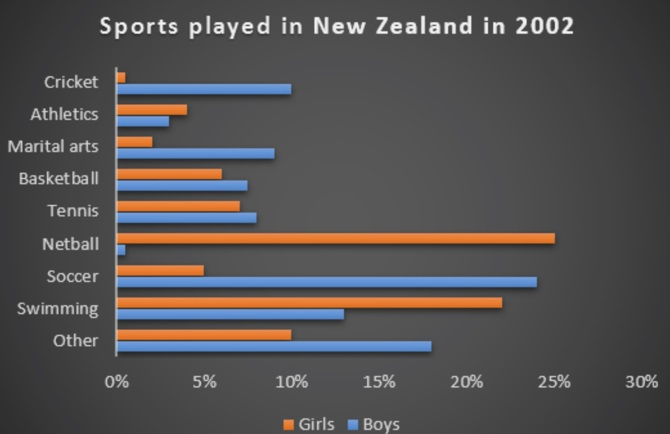 Sports played in New Zealand in 2002
Cricket
Athletics
Marital arts
Basketball
Tennis
Netball
Soccer
Swimming
Other
0% 5% 10% 15% 20% 25% 30%
Girls Boys